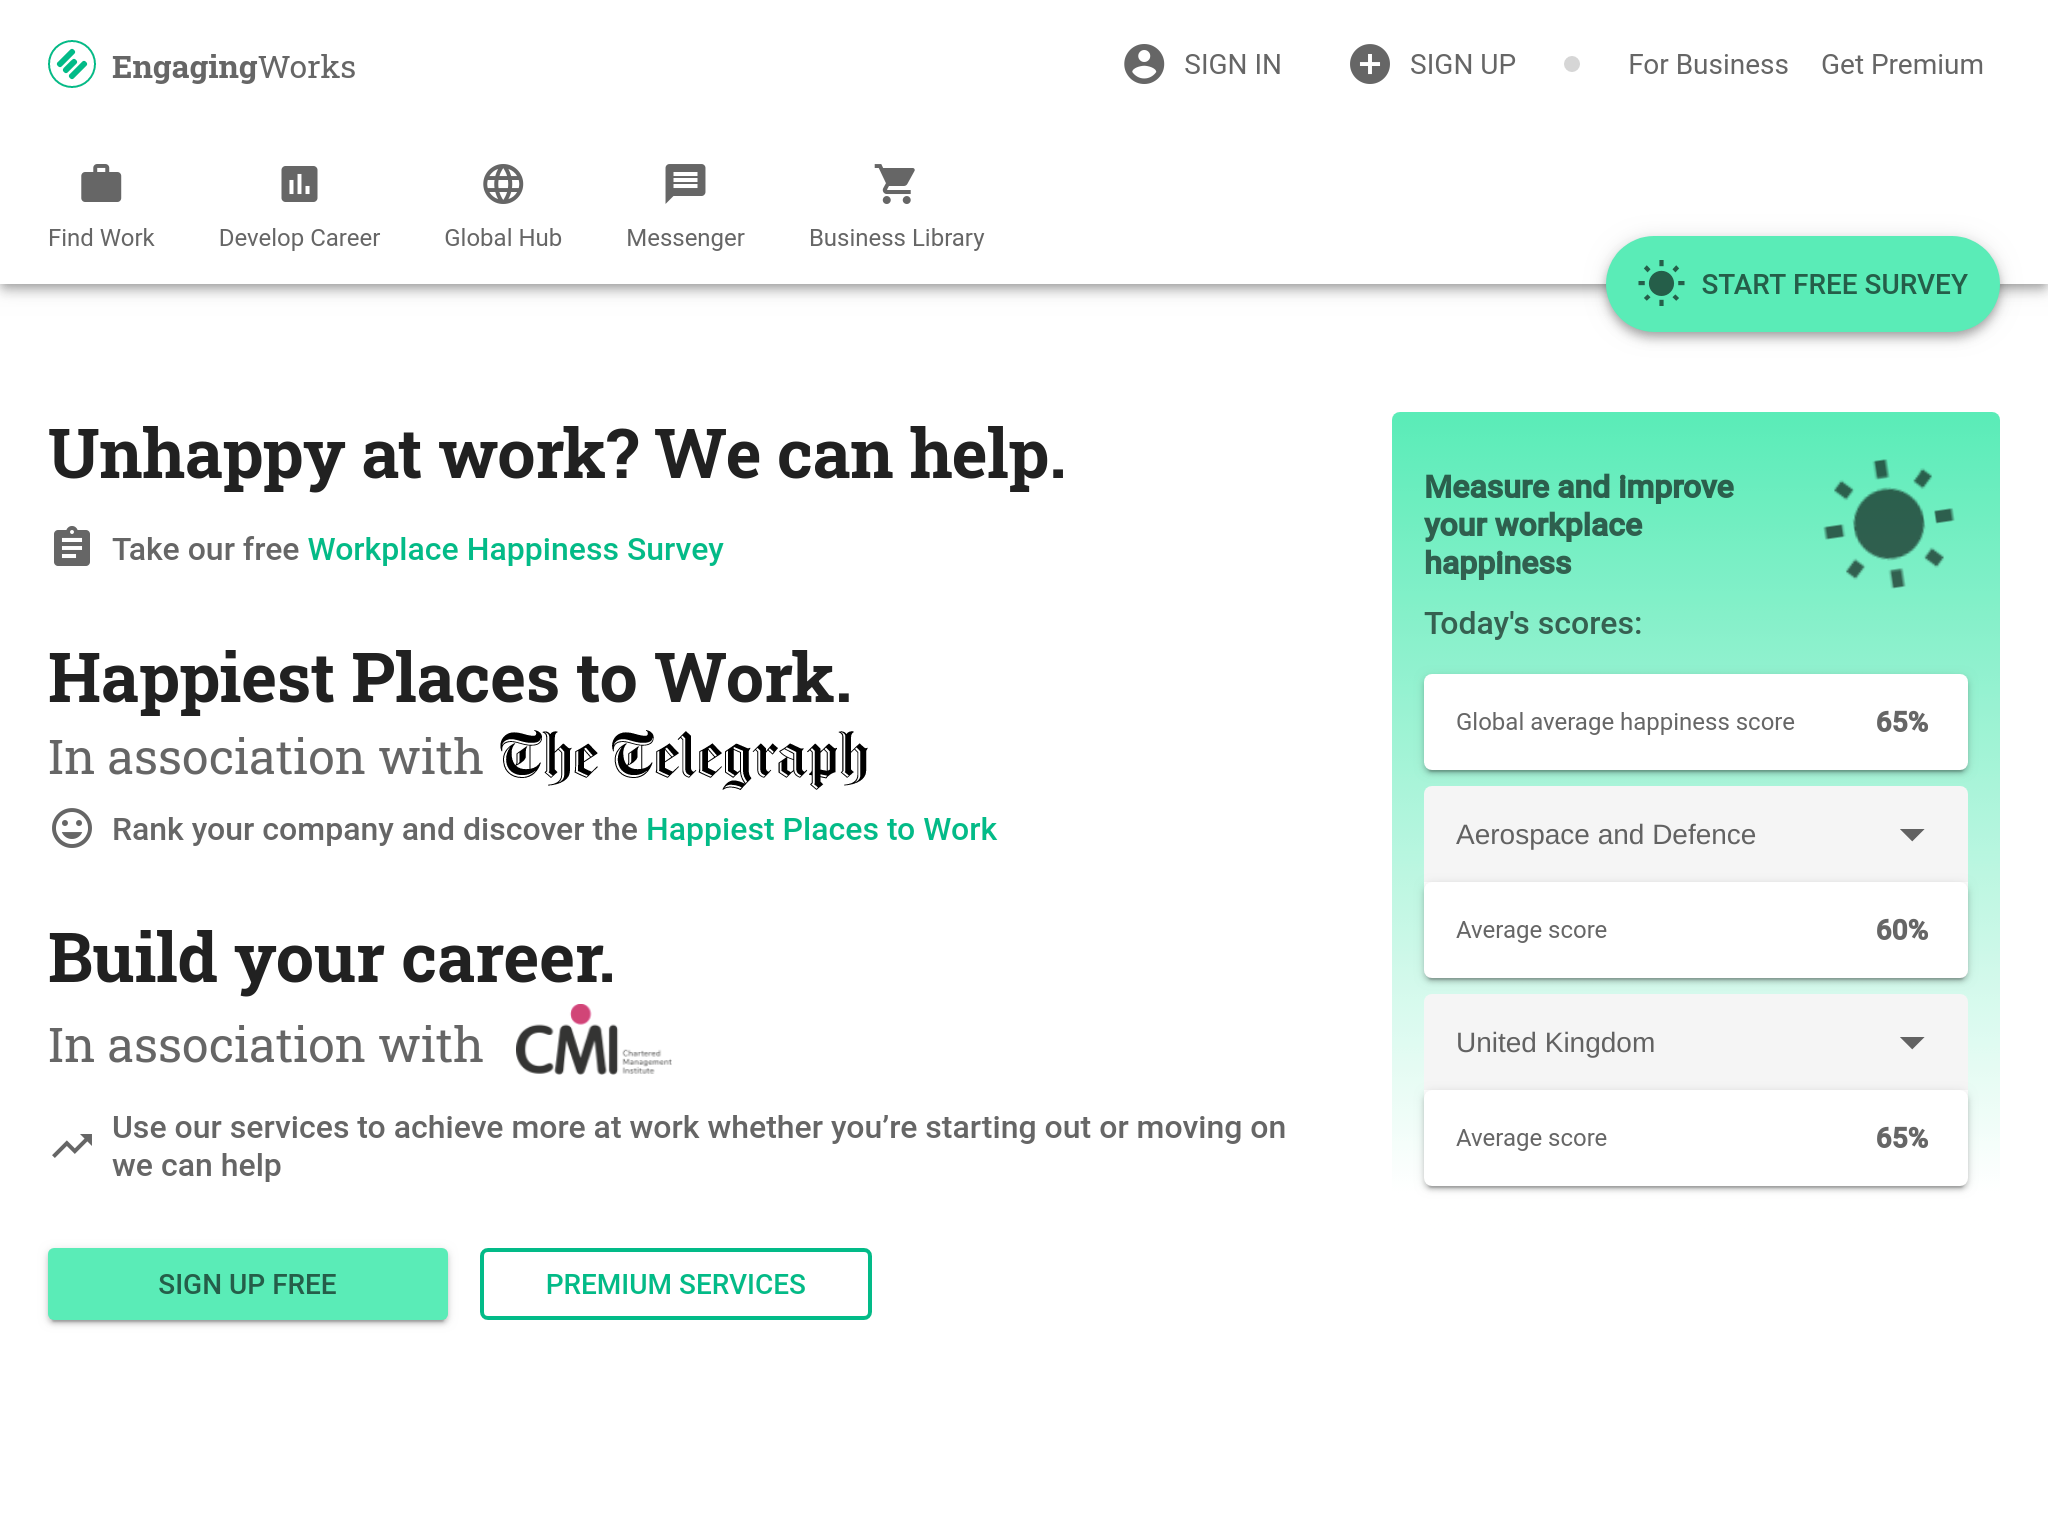 EngagingWorks
SIGN IN
SIGN UP
For Business
Get Premium
Find Work
Develop Career
Global Hub
Messenger
Business Library
START FREE SURVEY
Unhappy at work? We can help.
Take our free Workplace Happiness Survey
Happiest Places to Work.
In association with The Telegraph
Rank your company and discover the Happiest Places to Work
Build your career.
In association with CMI
Chartered
Management
Institute
Use our services to achieve more at work whether you’re starting out or moving on
we can help
SIGN UP FREE
PREMIUM SERVICES
Measure and improve
your workplace
happiness
Today's scores:
Global average happiness score 65%
Aerospace and Defence
Average score 60%
United Kingdom
Average score 65%